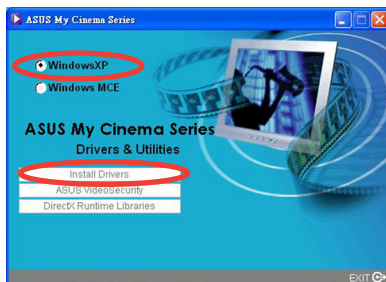 ASUS My Cinema Series
WindowsXP
Windows MCE
ASUS My Cinema Series
Drivers & Utilities
Install Drivers
ASUS VideoSecurity
DirectX Runtime Libraries
EXIT